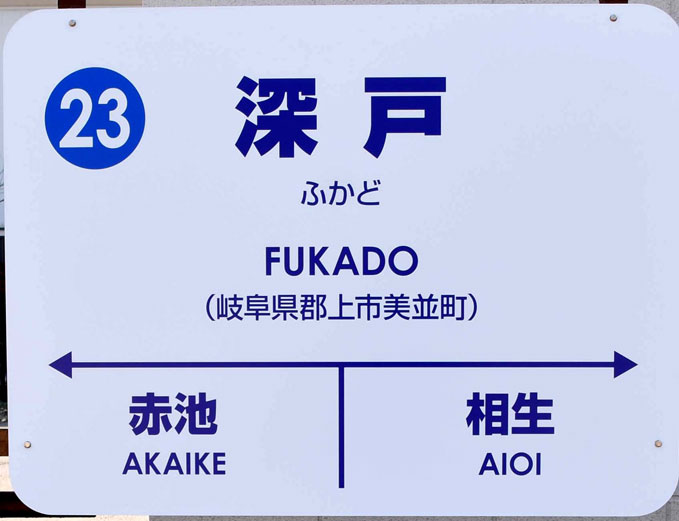 23
深戸
ふかど
FUKADO
（岐阜県郡上市美並町）
赤池 相生
AKAIKE AIOI